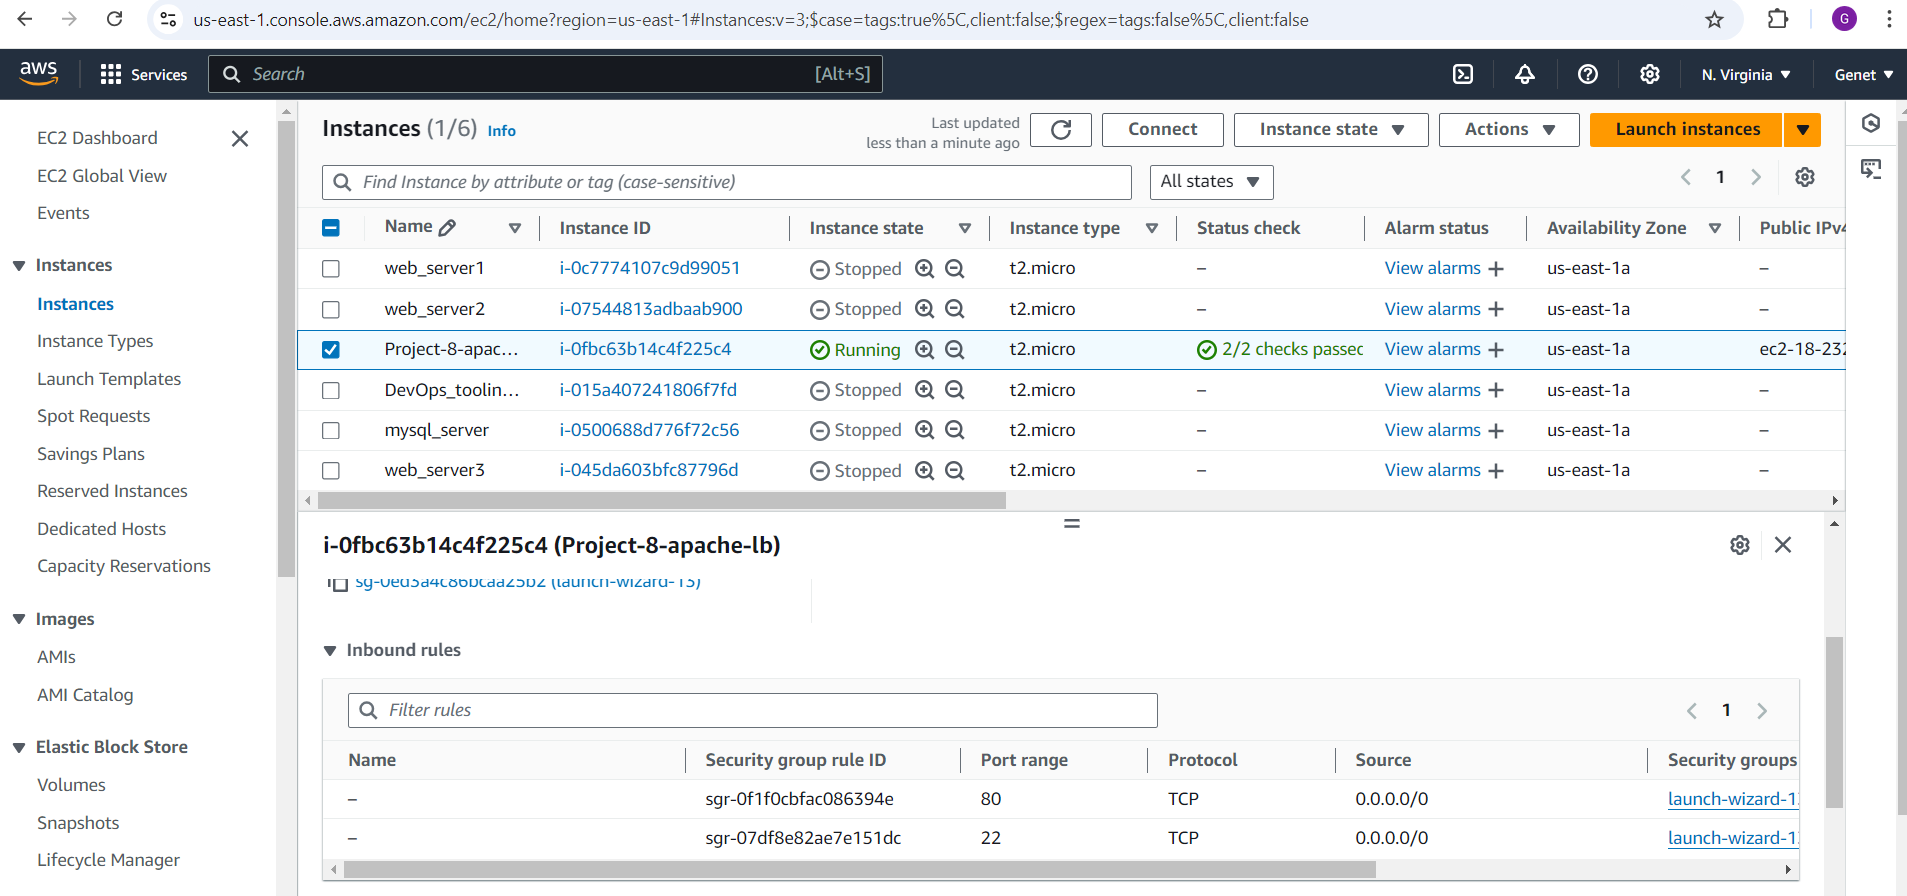 us-east-1.console.aws.amazon.com/ec2/home?region=us-east-1#Instances:v=3;$case=tags:true%5C,client:false;$regex=tags:false%5C,client:false
G
aws
Services
Search
[Alt+S]
N. Virginia
Genet
EC2 Dashboard
EC2 Global View
Events
Instances
Instances
Instance Types
Launch Templates
Spot Requests
Savings Plans
Reserved Instances
Dedicated Hosts
Capacity Reservations
Images
AMIs
AMI Catalog
Elastic Block Store
Volumes
Snapshots
Lifecycle Manager
Instances (1/6) Info
Last updated
less than a minute ago
Connect
Instance state
Actions
Launch instances
Find Instance by attribute or tag (case-sensitive)
All states
1
Name Instance ID Instance state Instance type Status check Alarm status Availability Zone Public IPv4
web_server1 i-0c7774107c9d99051 Stopped t2.micro – View alarms + us-east-1a –
web_server2 i-07544813adbaab900 Stopped t2.micro – View alarms + us-east-1a –
Project-8-apac... i-0fbc63b14c4f225c4 Running t2.micro 2/2 checks passed View alarms + us-east-1a ec2-18-232
DevOps_toolin... i-015a407241806f7fd Stopped t2.micro – View alarms + us-east-1a –
mysql_server i-0500688d776f72c56 Stopped t2.micro – View alarms + us-east-1a –
web_server3 i-045da603bfc87796d Stopped t2.micro – View alarms + us-east-1a –
i-0fbc63b14c4f225c4 (Project-8-apache-lb)
sg-0ed3a4c86bcaa25b2 (launch-wizard-13)
Inbound rules
Filter rules
1
Name Security group rule ID Port range Protocol Source Security groups
– sgr-0f1f0cbfac086394e 80 TCP 0.0.0.0/0 launch-wizard-1
– sgr-07df8e82ae7e151dc 22 TCP 0.0.0.0/0 launch-wizard-1